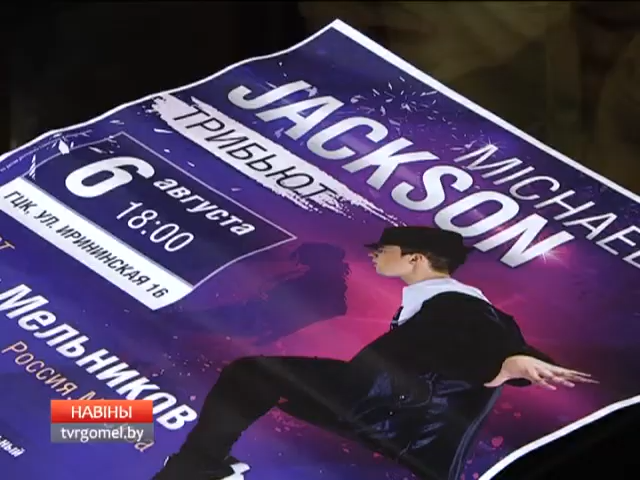 MICHAEL
JACKSON
ТРИБЬЮТ
6 августа
18:00
ГЦК, УЛ. ИРИНИНСКАЯ 16
Мельников
Россия
НАВІНЫ
tvrgomel.by